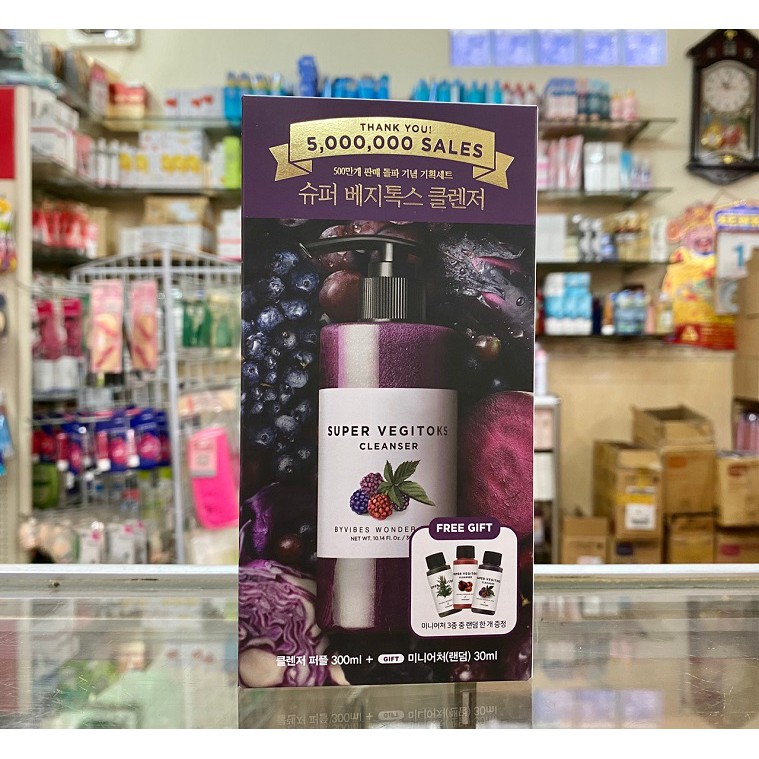 THANK YOU!
5,000,000 SALES
500만개 판매 돌파 기념 기획세트
슈퍼 베지톡스 클렌저
SUPER VEGITOKS
CLEANSER
BYVIBES WONDER
NET WT. 10.14 Fl. Oz. /
FREE GIFT
SUPER VEGITOKS
CLEANSER
미니어처 3종 중 랜덤 한 개 증정
클렌저 퍼플 300ml + GIFT 미니어처(랜덤) 30ml